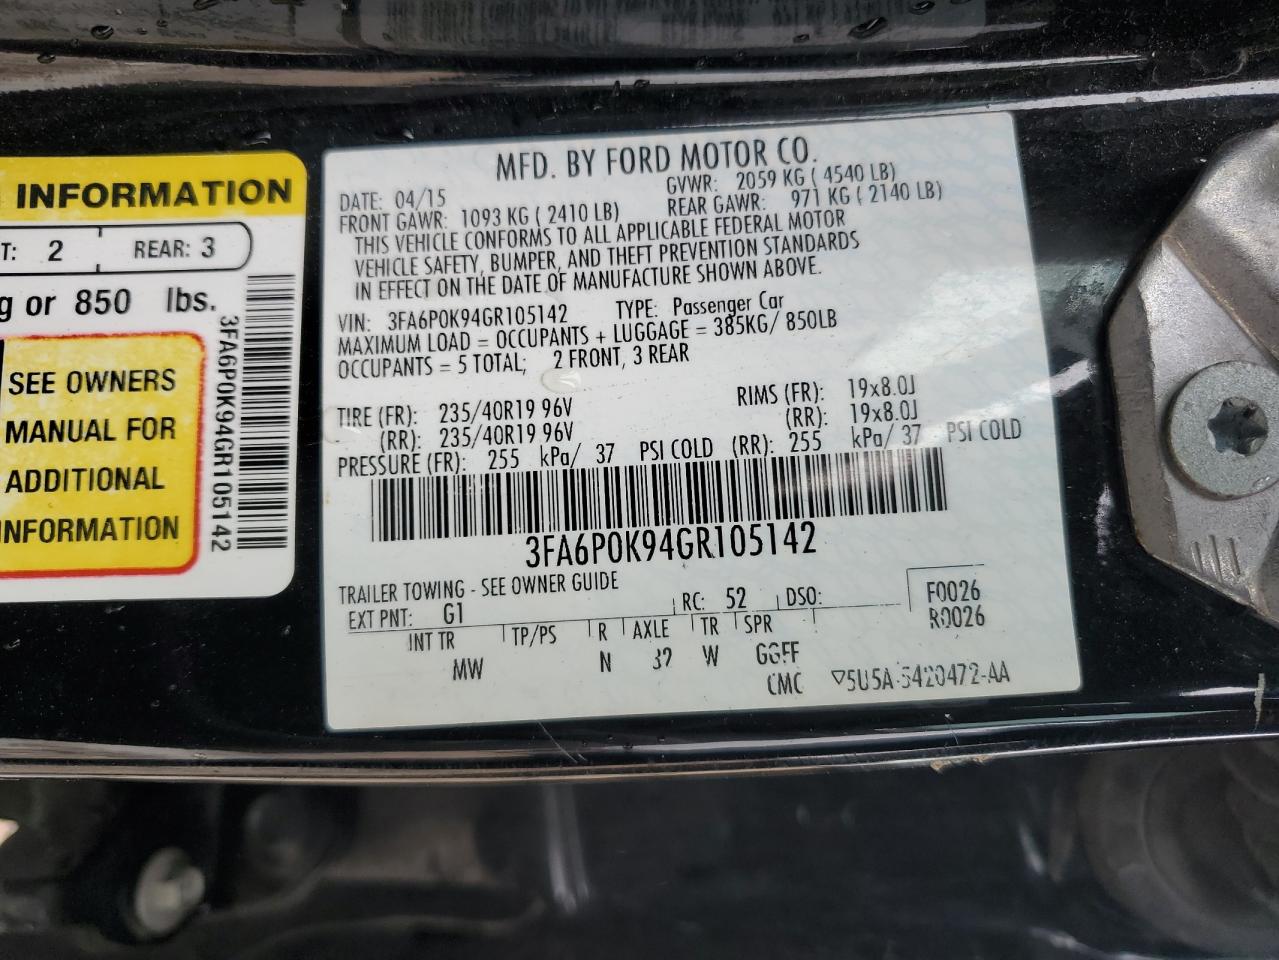 INFORMATION
T: 2 REAR: 3
g or 850 lbs.
SEE OWNERS
MANUAL FOR
ADDITIONAL
INFORMATION
3FA6P0K94GR105142
MFD. BY FORD MOTOR CO.
DATE: 04/15 GVWR: 2059 KG ( 4540 LB)
FRONT GAWR: 1093 KG ( 2410 LB) REAR GAWR: 971 KG ( 2140 LB)
THIS VEHICLE CONFORMS TO ALL APPLICABLE FEDERAL MOTOR
VEHICLE SAFETY, BUMPER, AND THEFT PREVENTION STANDARDS
IN EFFECT ON THE DATE OF MANUFACTURE SHOWN ABOVE.
VIN: 3FA6P0K94GR105142 TYPE: Passenger Car
MAXIMUM LOAD = OCCUPANTS + LUGGAGE = 385KG/ 850LB
OCCUPANTS = 5 TOTAL; 2 FRONT, 3 REAR
TIRE (FR): 235/40R19 96V RIMS (FR): 19x8.0J
(RR): 235/40R19 96V (RR): 19x8.0J
PRESSURE (FR): 255 kPa/ 37 PSI COLD (RR): 255 kPa/ 37 PSI COLD
3FA6P0K94GR105142
TRAILER TOWING - SEE OWNER GUIDE
EXT PNT: G1 RC: 52 DSO: F0026
R0026
INT TR TP/PS R AXLE TR SPR
MW N 32 W GGFF
CMC ▽5U5A-5420472-AA